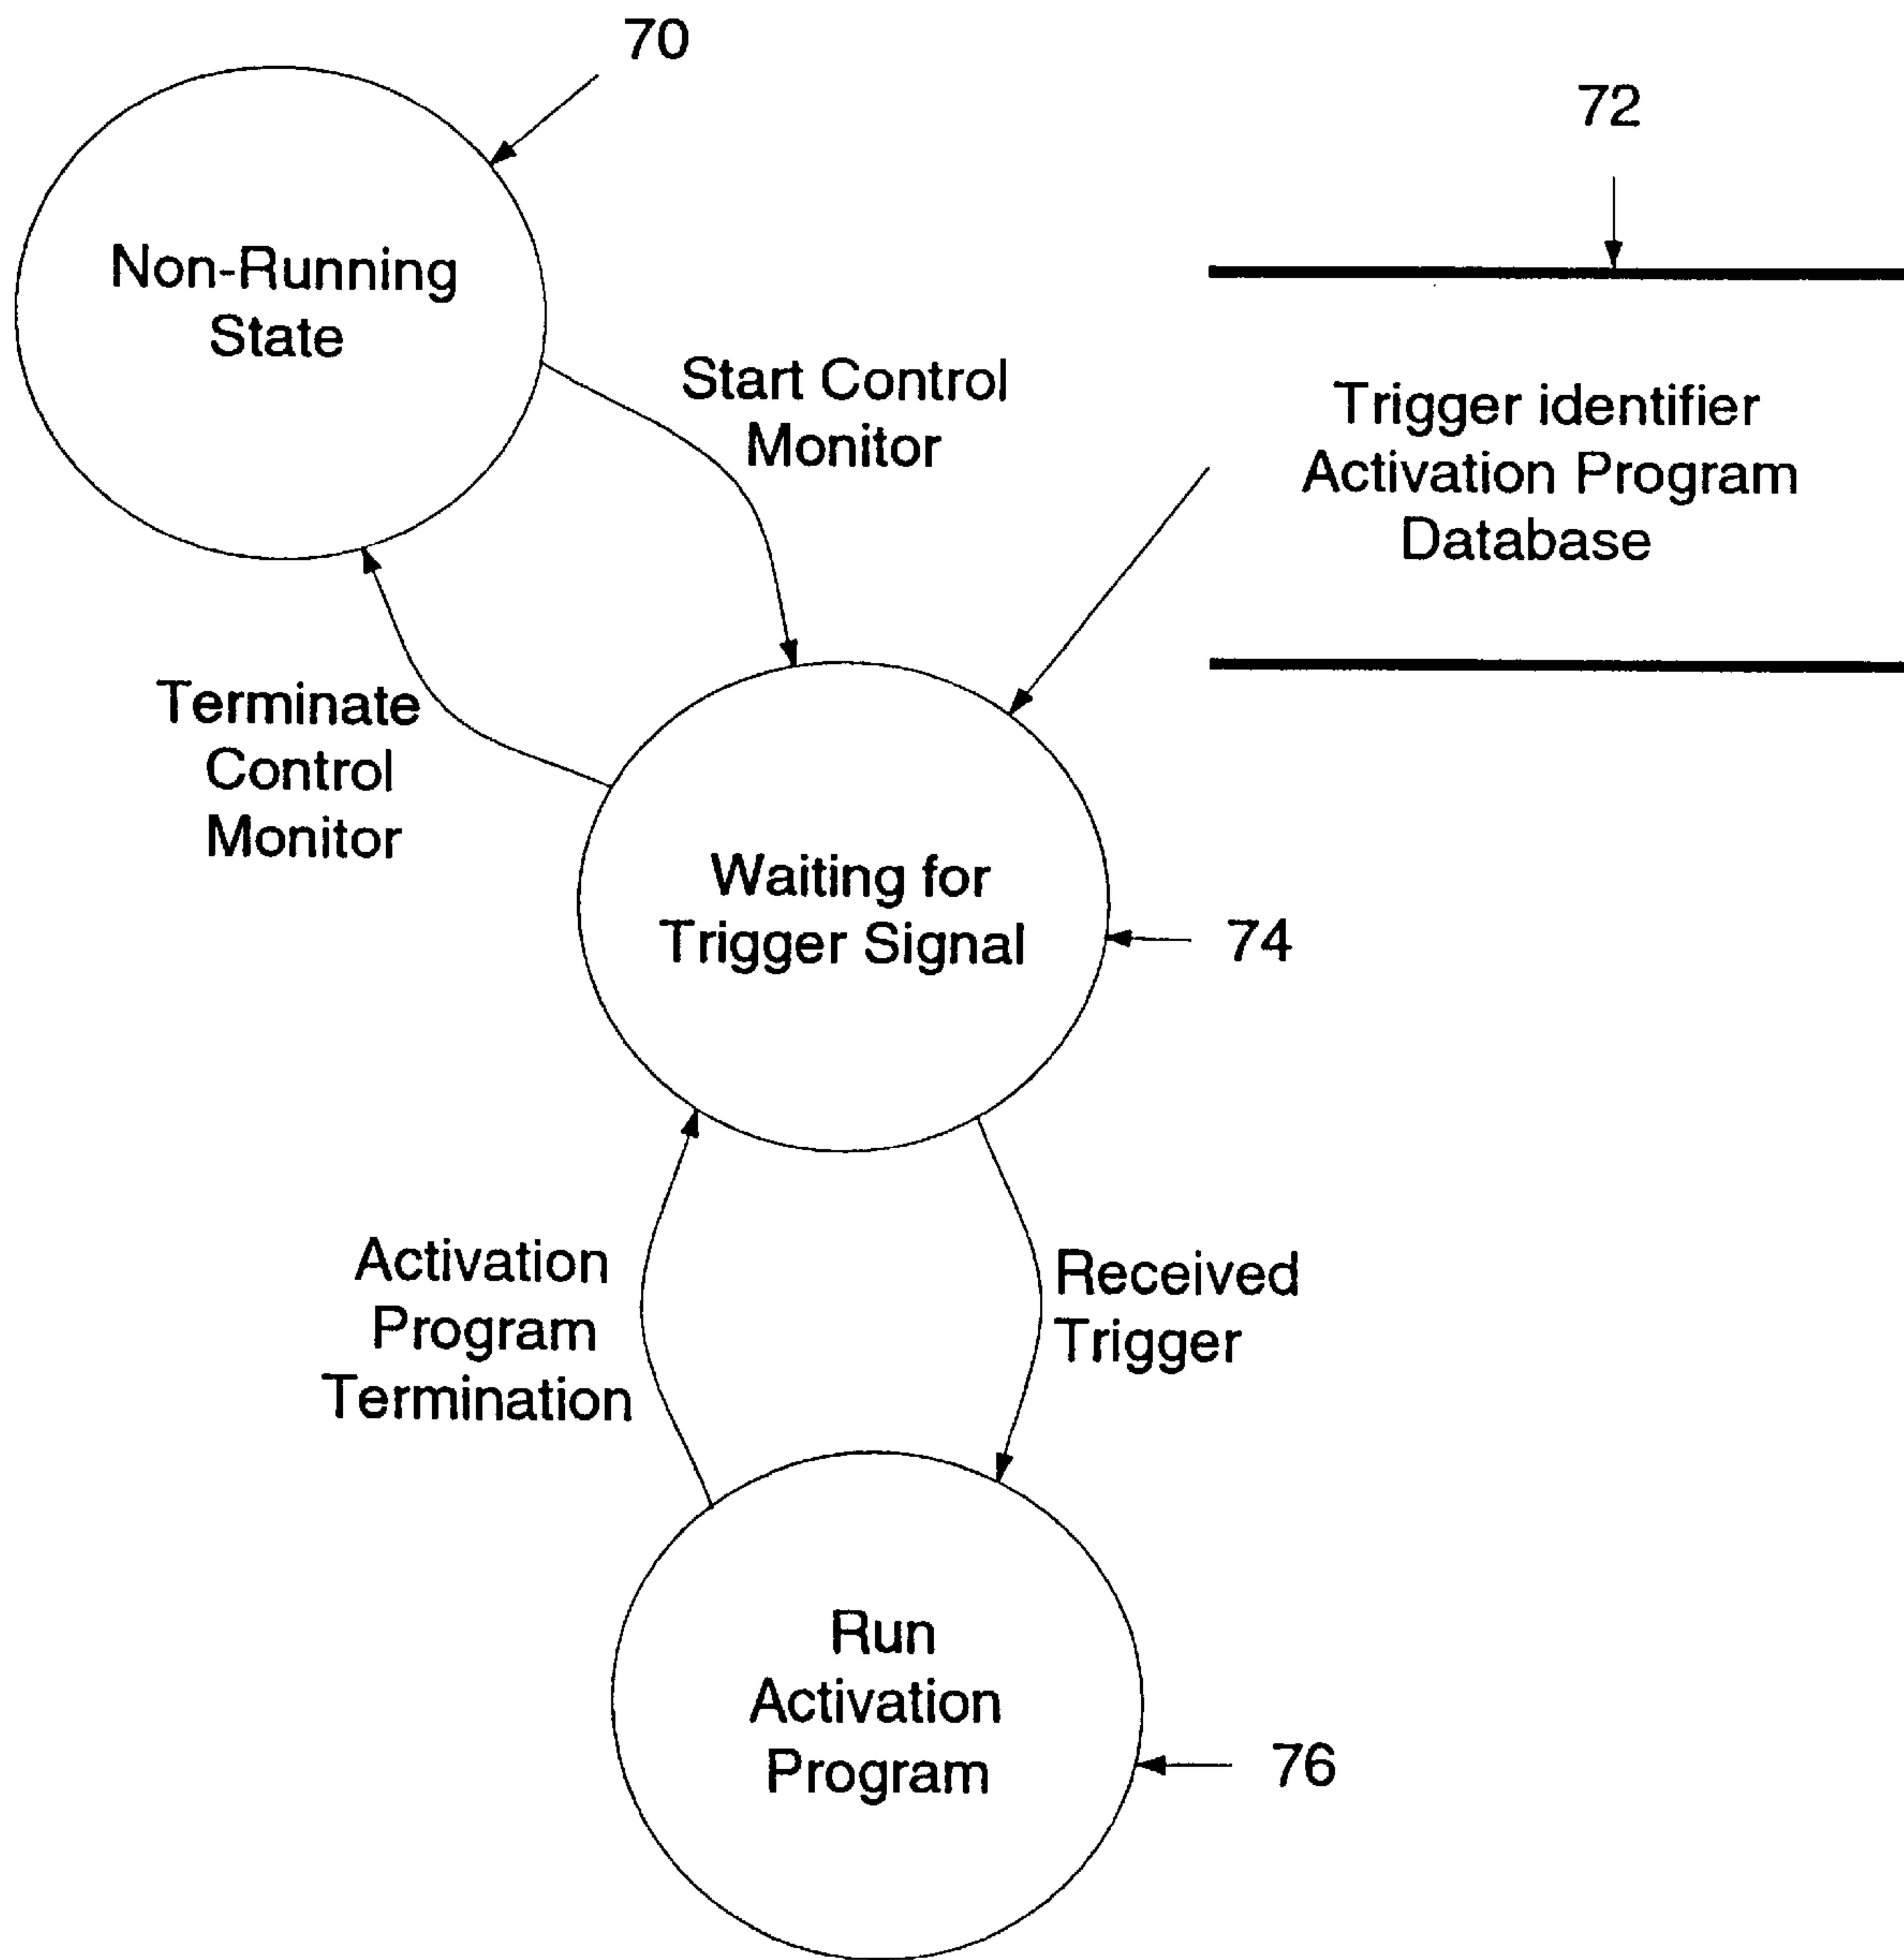 70
72
Non-Running
State
Start Control
Monitor
Trigger identifier
Activation Program
Database
Terminate
Control
Monitor
Waiting for
Trigger Signal
74
Activation
Program
Termination
Received
Trigger
Run
Activation
Program
76